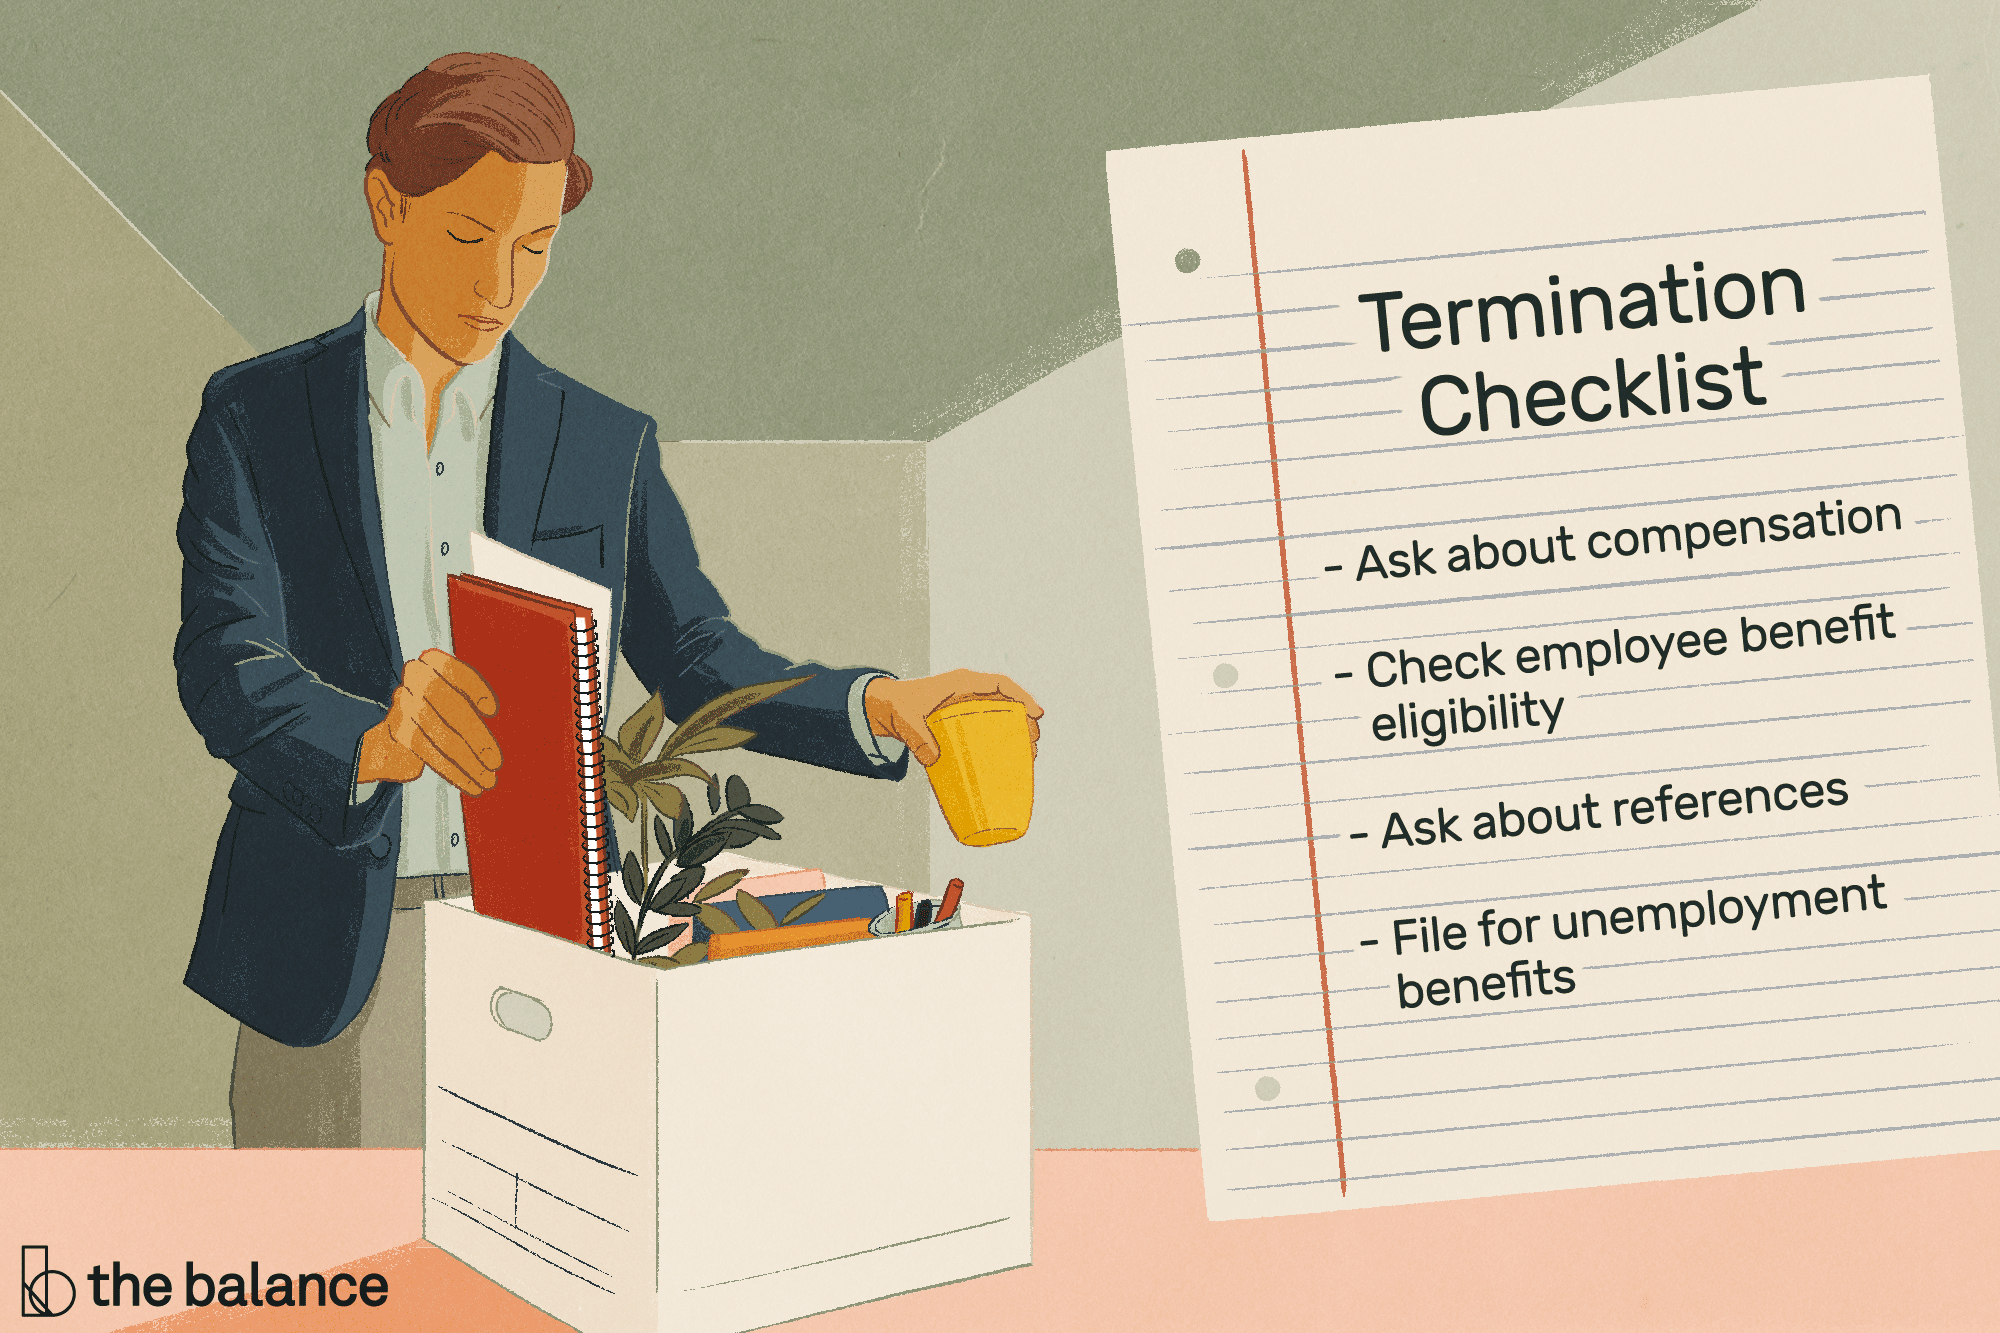 Termination
Checklist
- Ask about compensation
- Check employee benefit
eligibility
- Ask about references
- File for unemployment
benefits
the balance